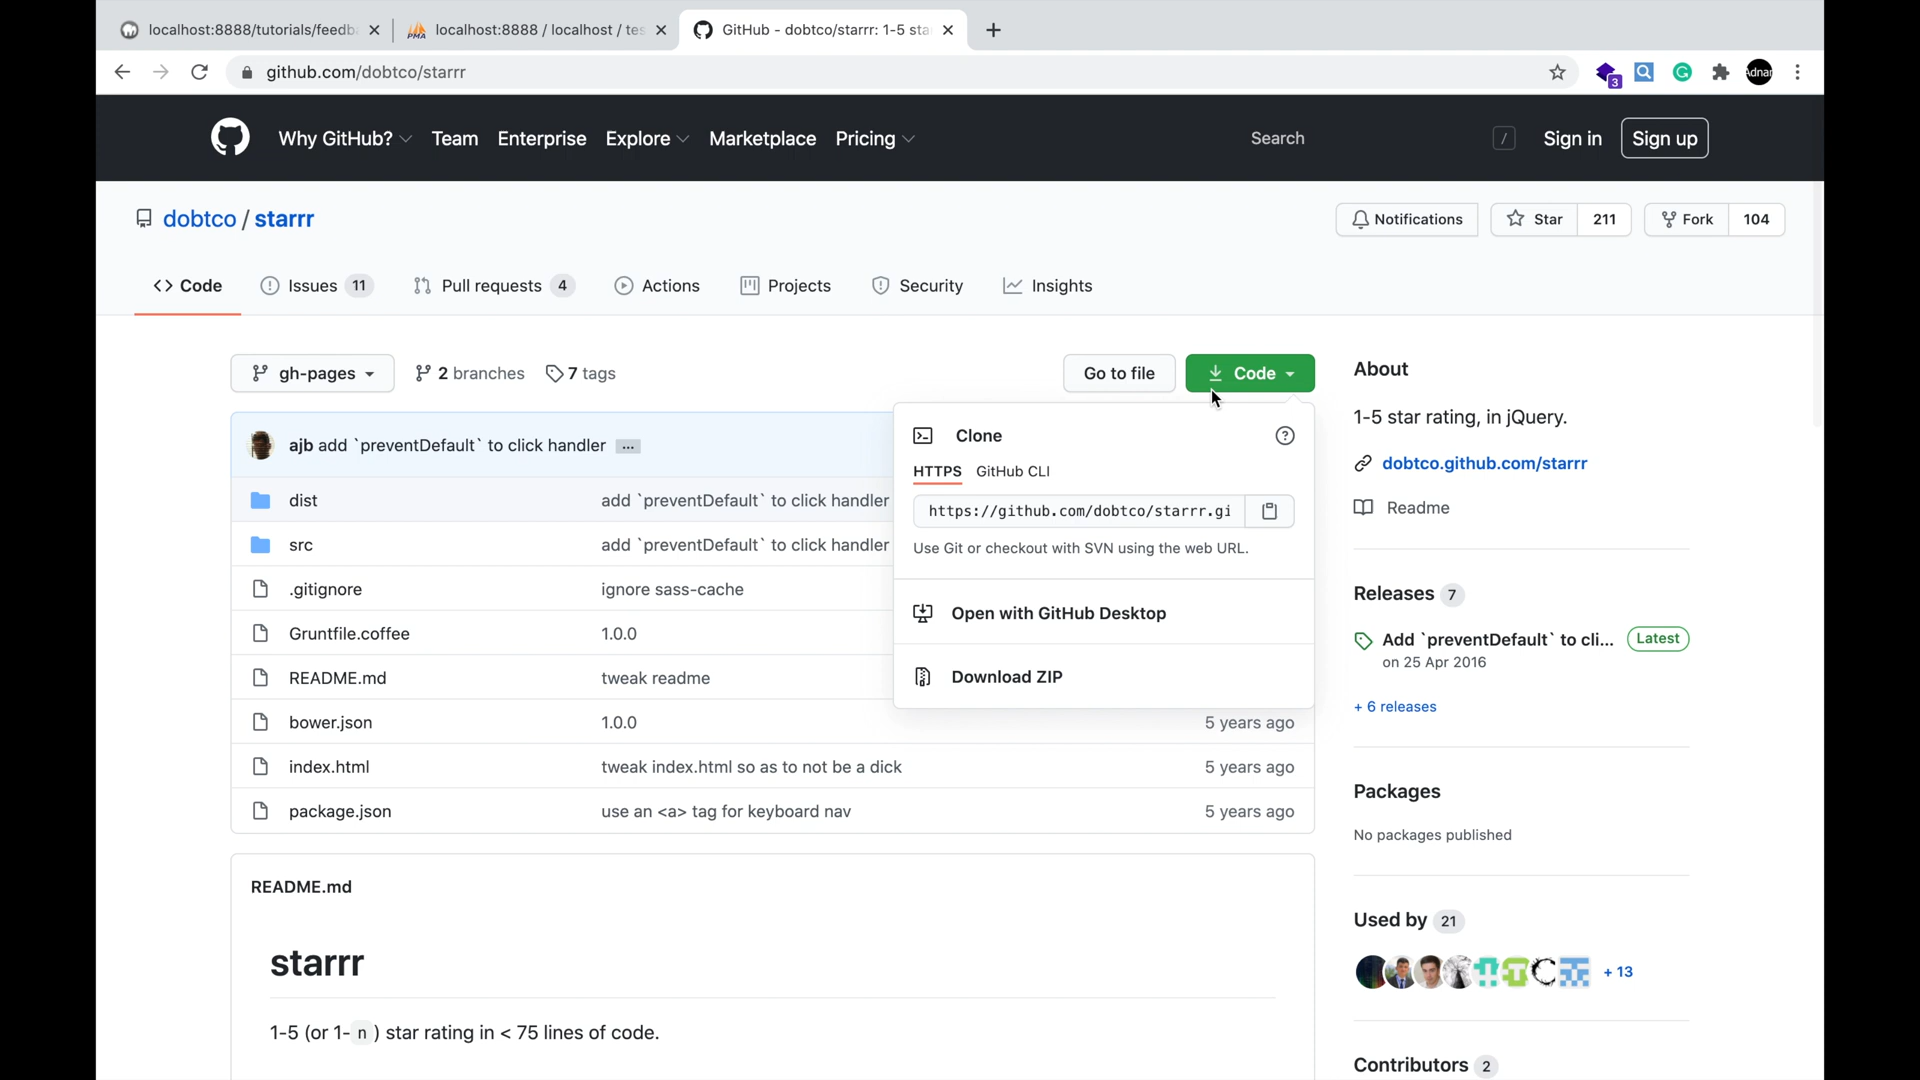 localhost:8888/tutorials/feedba
localhost:8888 / localhost / tes
GitHub - dobtco/starrr: 1-5 sta
github.com/dobtco/starrr
3
Adnan
Why GitHub?
Team
Enterprise
Explore
Marketplace
Pricing
Search
/
Sign in
Sign up
dobtco / starrr
Notifications
Star 211
Fork 104
Code
Issues 11
Pull requests 4
Actions
Projects
Security
Insights
gh-pages
2 branches
7 tags
Go to file
Code
ajb add `preventDefault` to click handler ...
dist add `preventDefault` to click handler
src add `preventDefault` to click handler
.gitignore ignore sass-cache
Gruntfile.coffee 1.0.0
README.md tweak readme
bower.json 1.0.0 5 years ago
index.html tweak index.html so as to not be a dick 5 years ago
package.json use an <a> tag for keyboard nav 5 years ago
Clone
HTTPS GitHub CLI
https://github.com/dobtco/starrr.gi
Use Git or checkout with SVN using the web URL.
Open with GitHub Desktop
Download ZIP
README.md
starrr
1-5 (or 1- n ) star rating in < 75 lines of code.
About
1-5 star rating, in jQuery.
dobtco.github.com/starrr
Readme
Releases 7
Add `preventDefault` to cli... Latest
on 25 Apr 2016
+ 6 releases
Packages
No packages published
Used by 21
+ 13
Contributors 2